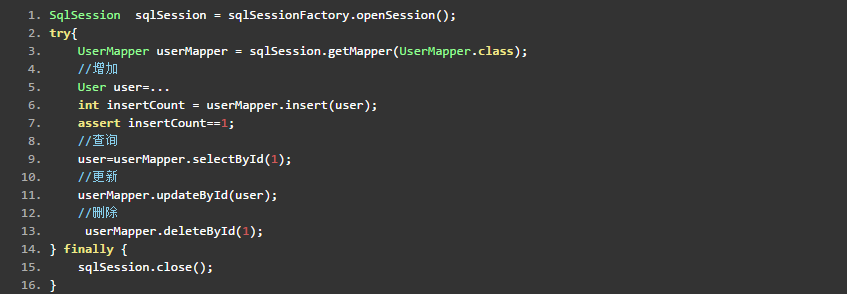 1. SqlSession  sqlSession = sqlSessionFactory.openSession();
2. try{
3.     UserMapper userMapper = sqlSession.getMapper(UserMapper.class);
4.     //增加
5.     User user=...
6.     int insertCount = userMapper.insert(user);
7.     assert insertCount==1;
8.     //查询
9.     user=userMapper.selectById(1);
10.     //更新
11.     userMapper.updateById(user);
12.     //删除
13.      userMapper.deleteById(1);
14. } finally {
15.     sqlSession.close();
16. }